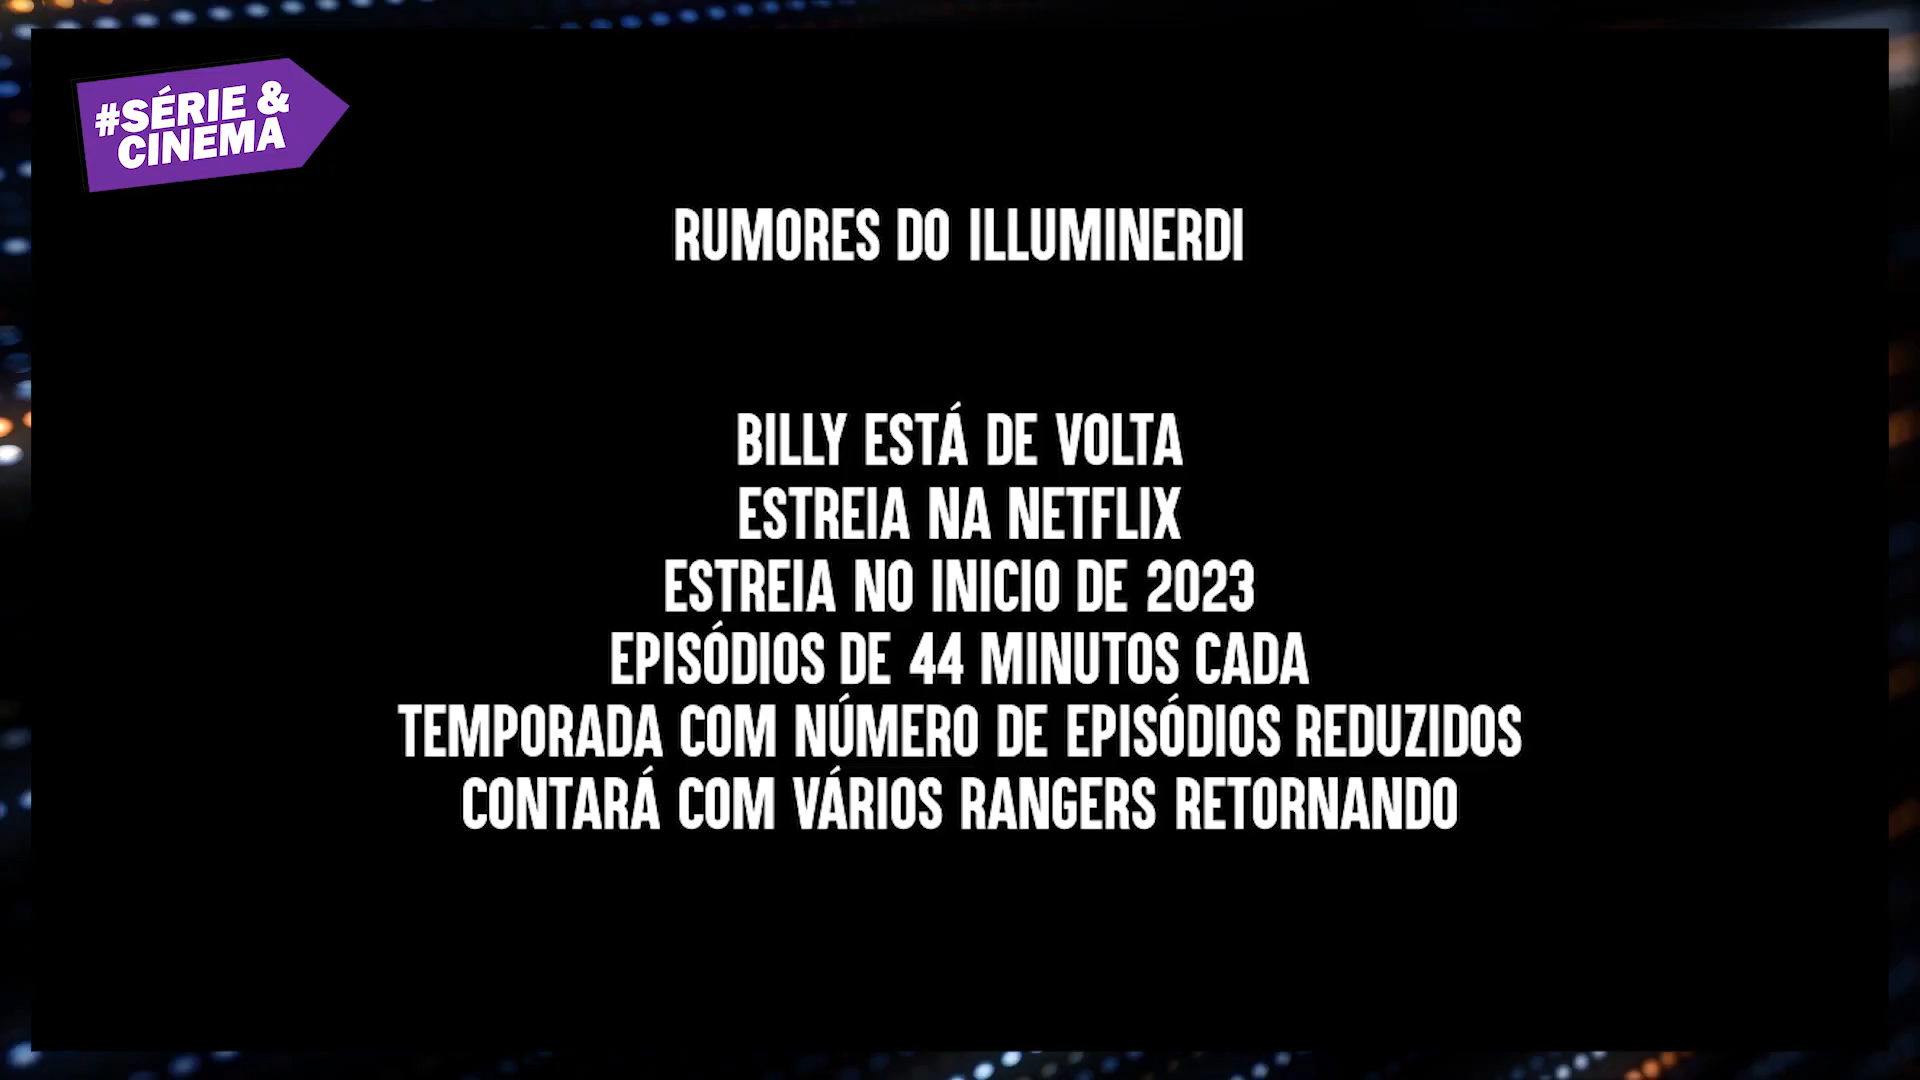 #SÉRIE &
CINEMA
RUMORES DO ILLUMINERDI
BILLY ESTÁ DE VOLTA
ESTREIA NA NETFLIX
ESTREIA NO INICIO DE 2023
EPISÓDIOS DE 44 MINUTOS CADA
TEMPORADA COM NÚMERO DE EPISÓDIOS REDUZIDOS
CONTARÁ COM VÁRIOS RANGERS RETORNANDO